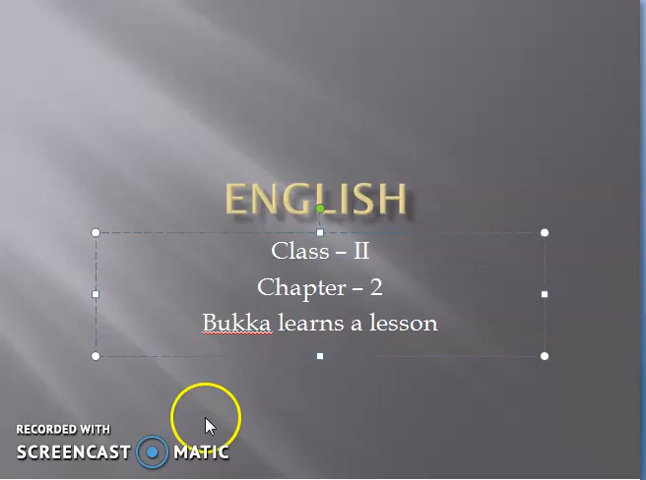 ENGLISH
Class – II
Chapter – 2
Bukka learns a lesson
RECORDED WITH
SCREENCAST MATIC